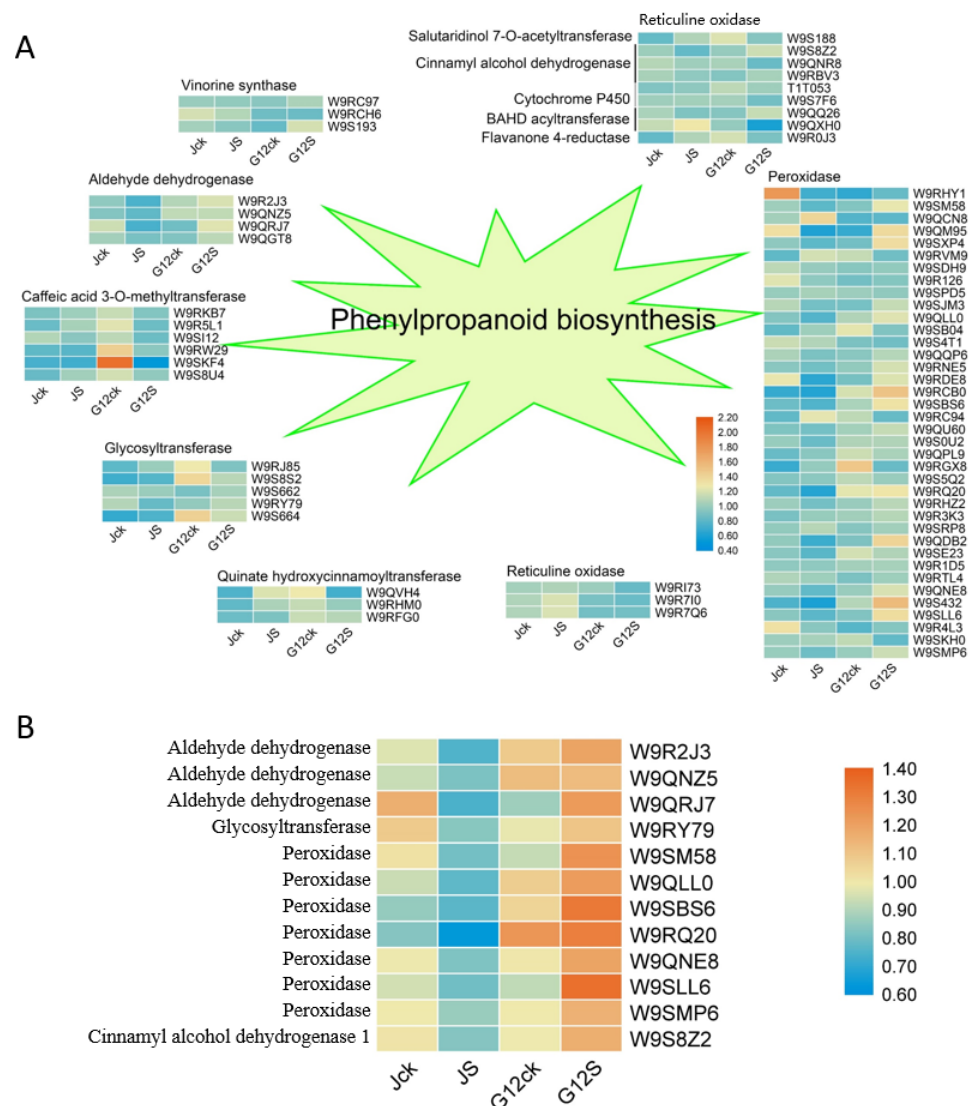 A
Reticuline oxidase
Salutaridinol 7-O-acetyltransferase
Cinnamyl alcohol dehydrogenase
Cytochrome P450
BAHD acyltransferase
Flavanone 4-reductase
W9S188
W9S8Z2
W9QNR8
W9RBV3
T1T053
W9S7F6
W9QQ26
W9QXH0
W9R0J3
Jck JS G12ck G12S
Vinorine synthase
W9RC97
W9RCH6
W9S193
Jck JS G12ck G12S
Aldehyde dehydrogenase
W9R2J3
W9QNZ5
W9QRJ7
W9QGT8
Jck JS G12ck G12S
Caffeic acid 3-O-methyltransferase
W9RKB7
W9R5L1
W9SI12
W9RW29
W9SKF4
W9S8U4
Jck JS G12ck G12S
Phenylpropanoid biosynthesis
Peroxidase
W9RHY1
W9SM58
W9QCN8
W9QM95
W9SXP4
W9RVM9
W9SDH9
W9R126
W9SPD5
W9SJM3
W9QLL0
W9SB04
W9S4T1
W9QQP6
W9RNE5
W9RDE8
W9RCB0
W9SBS6
W9RC94
W9QU60
W9S0U2
W9QPL9
W9RGX8
W9S5Q2
W9RQ20
W9RHZ2
W9R3K3
W9SRP8
W9QDB2
W9SE23
W9R1D5
W9RTL4
W9QNE8
W9S432
W9SLL6
W9R4L3
W9SKH0
W9SMP6
Jck JS G12ck G12S
2.20
2.00
1.80
1.60
1.40
1.20
1.00
0.80
0.60
0.40
Glycosyltransferase
W9RJ85
W9S8S2
W9S662
W9RY79
W9S664
Jck JS G12ck G12S
Quinate hydroxycinnamoyltransferase
W9QVH4
W9RHM0
W9RFG0
Jck JS G12ck G12S
Reticuline oxidase
W9RI73
W9R7I0
W9R7Q6
Jck JS G12ck G12S
B
Aldehyde dehydrogenase W9R2J3
Aldehyde dehydrogenase W9QNZ5
Aldehyde dehydrogenase W9QRJ7
Glycosyltransferase W9RY79
Peroxidase W9SM58
Peroxidase W9QLL0
Peroxidase W9SBS6
Peroxidase W9RQ20
Peroxidase W9QNE8
Peroxidase W9SLL6
Peroxidase W9SMP6
Cinnamyl alcohol dehydrogenase 1 W9S8Z2
Jck JS G12ck G12S
1.40
1.30
1.20
1.10
1.00
0.90
0.80
0.70
0.60